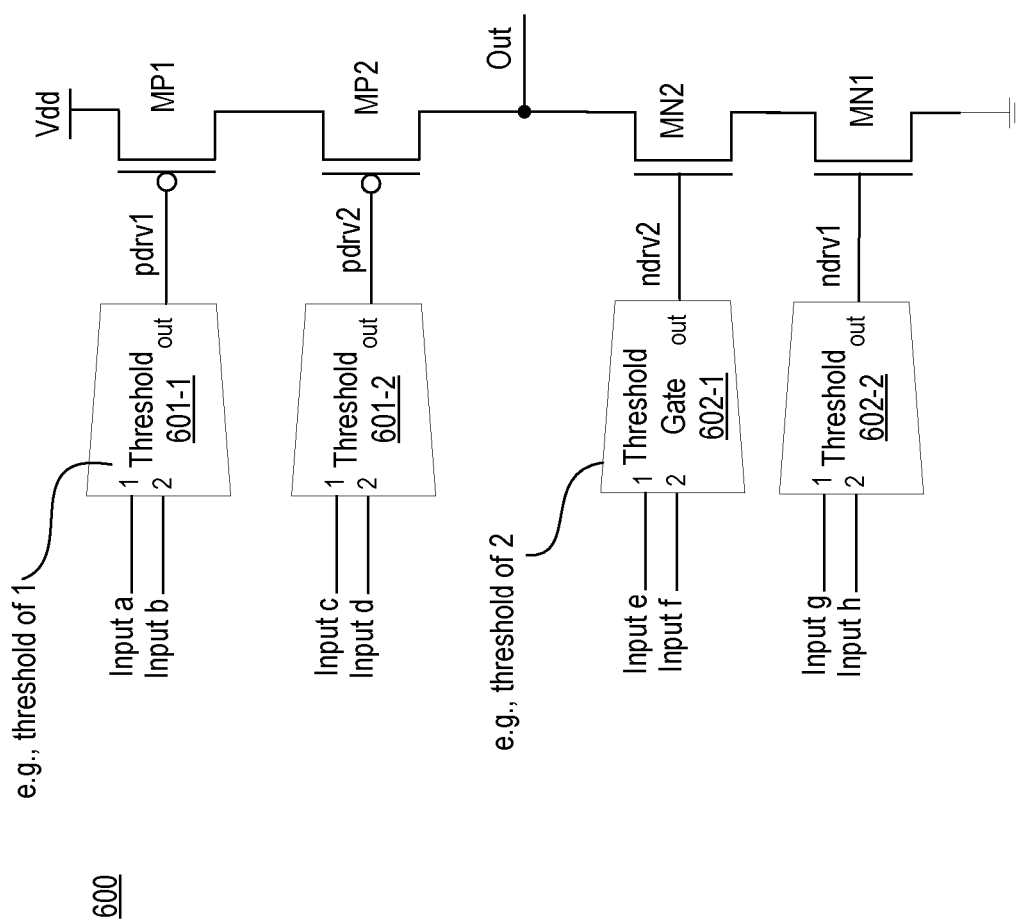 600
e.g., threshold of 1
Vdd
Input a
Input b
1
2
Threshold
601-1
out
pdrv1
MP1
Input c
Input d
1
2
Threshold
601-2
out
pdrv2
MP2
Out
e.g., threshold of 2
Input e
Input f
1
2
Threshold
Gate
602-1
out
ndrv2
MN2
Input g
Input h
1
2
Threshold
602-2
out
ndrv1
MN1